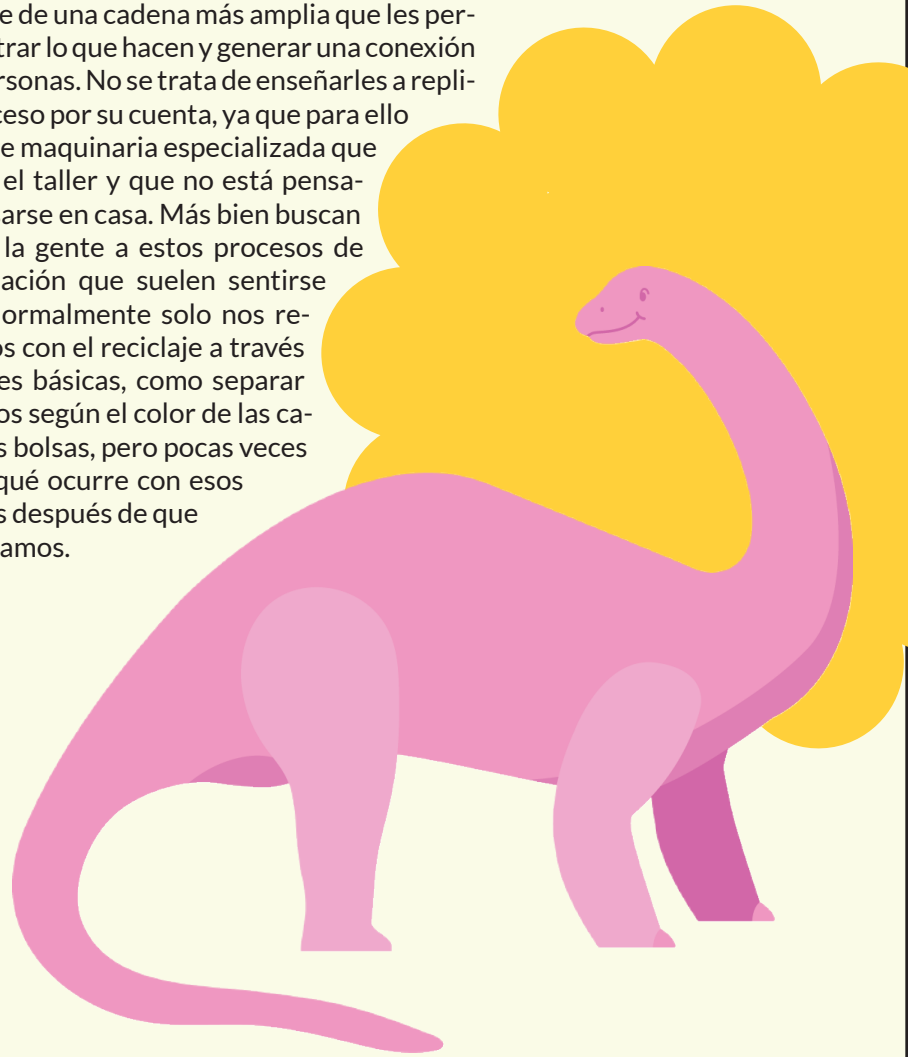 e de una cadena más amplia que les per-
trar lo que hacen y generar una conexión
rsonas. No se trata de enseñarles a repli-
ceso por su cuenta, ya que para ello
e maquinaria especializada que
el taller y que no está pensa-
arse en casa. Más bien buscan
la gente a estos procesos de
ación que suelen sentirse
ormalmente solo nos re-
os con el reciclaje a través
es básicas, como separar
os según el color de las ca-
s bolsas, pero pocas veces
qué ocurre con esos
s después de que
amos.